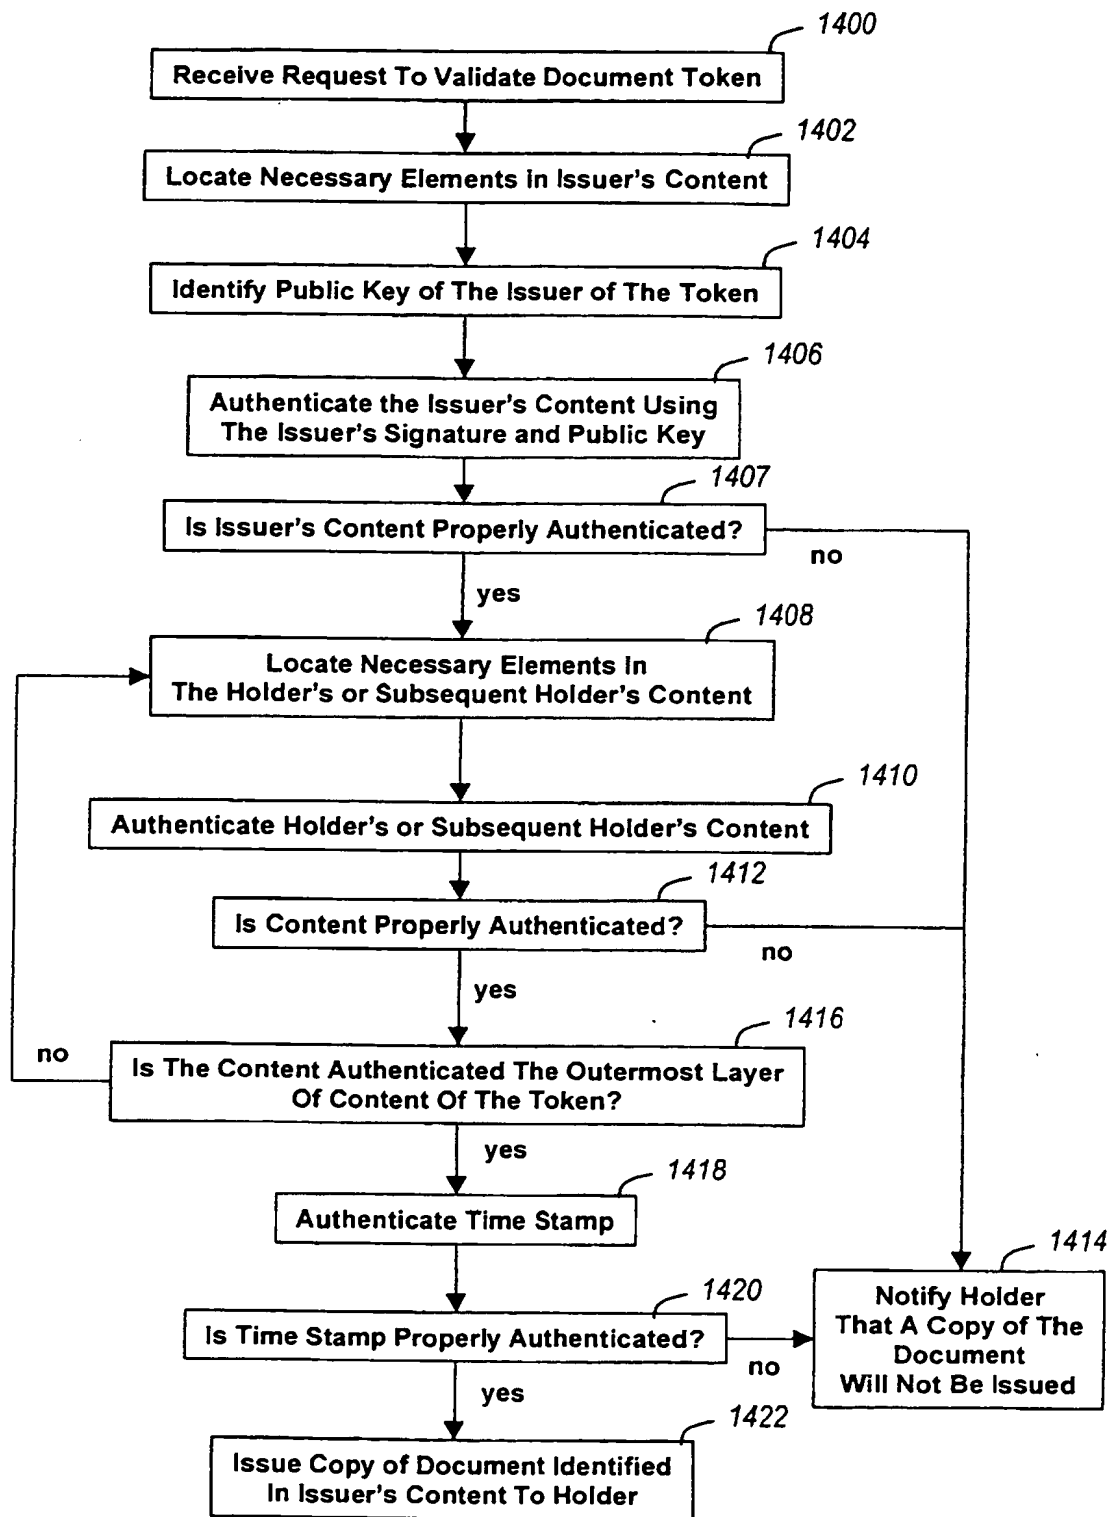 1400
Receive Request To Validate Document Token
1402
Locate Necessary Elements in Issuer's Content
1404
Identify Public Key of The Issuer of The Token
1406
Authenticate the Issuer's Content Using
The Issuer's Signature and Public Key
1407
Is Issuer's Content Properly Authenticated?
no
yes
1408
Locate Necessary Elements In
The Holder's or Subsequent Holder's Content
1410
Authenticate Holder's or Subsequent Holder's Content
1412
Is Content Properly Authenticated?
no
yes
1416
no
Is The Content Authenticated The Outermost Layer
Of Content Of The Token?
yes
1418
Authenticate Time Stamp
1414
Notify Holder
That A Copy of The
Document
Will Not Be Issued
1420
Is Time Stamp Properly Authenticated?
no
yes
1422
Issue Copy of Document Identified
In Issuer's Content To Holder